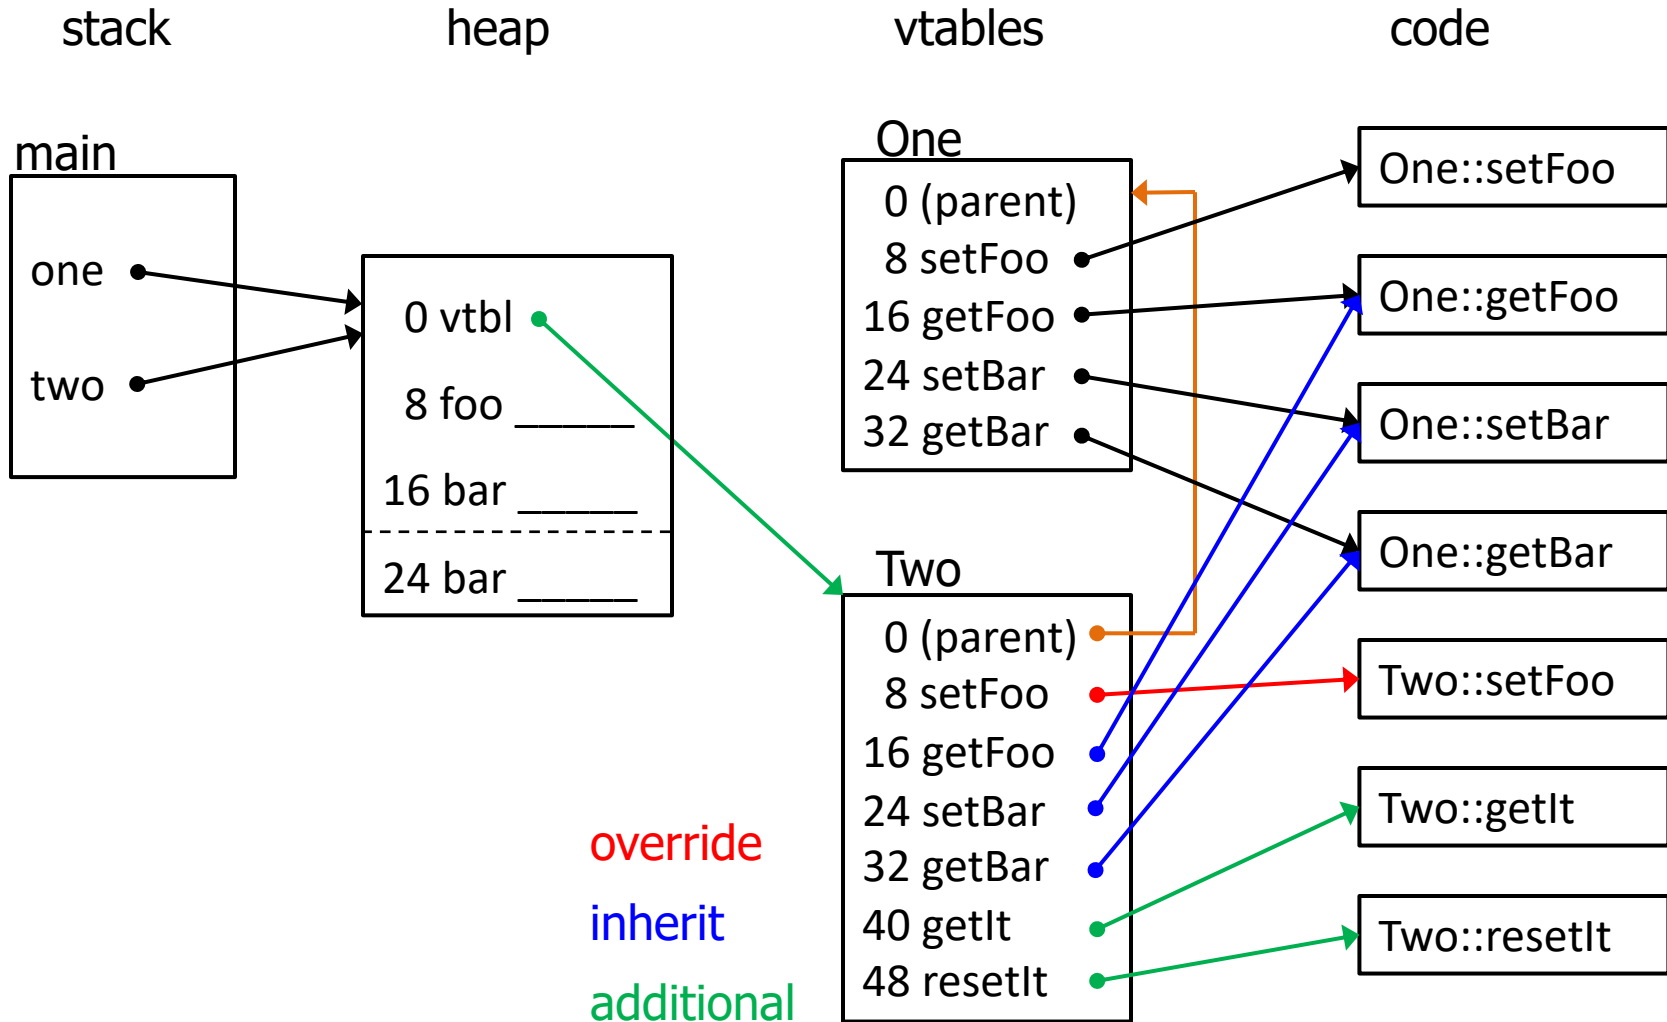 stack
heap
vtables
code
main
one
two
0 vtbl
8 foo _____
16 bar _____
24 bar _____
One
0 (parent)
8 setFoo
16 getFoo
24 setBar
32 getBar
Two
0 (parent)
8 setFoo
16 getFoo
24 setBar
32 getBar
40 getIt
48 resetIt
One::setFoo
One::getFoo
One::setBar
One::getBar
Two::setFoo
Two::getIt
Two::resetIt
override
inherit
additional